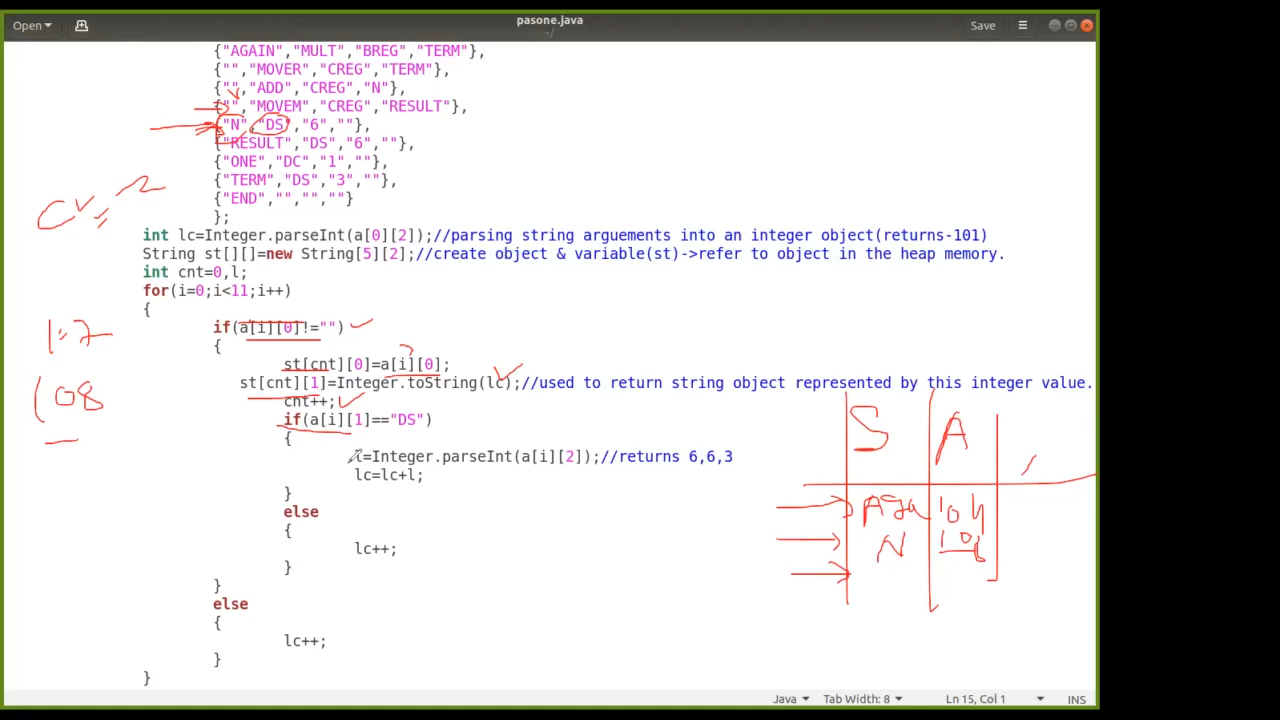 Open
pasone.java
~/
Save
{"AGAIN","MULT","BREG","TERM"},
{"","MOVER","CREG","TERM"},
{"","ADD","CREG","N"},
{"","MOVEM","CREG","RESULT"},
{"N","DS","6",""},
{"RESULT","DS","6",""},
{"ONE","DC","1",""},
{"TERM","DS","3",""},
{"END","","",""}
};
int lc=Integer.parseInt(a[0][2]);//parsing string arguements into an integer object(returns-101)
String st[][]=new String[5][2];//create object & variable(st)->refer to object in the heap memory.
int cnt=0,l;
for(i=0;i<11;i++)
{
if(a[i][0]!="")
{
st[cnt][0]=a[i][0];
st[cnt][1]=Integer.toString(lc);//used to return string object represented by this integer value.
cnt++;
if(a[i][1]=="DS")
{
l=Integer.parseInt(a[i][2]);//returns 6,6,3
lc=lc+l;
}
else
{
lc++;
}
}
else
{
lc++;
}
}
108
S A
104
N
Java Tab Width: 8 Ln 15, Col 1 INS